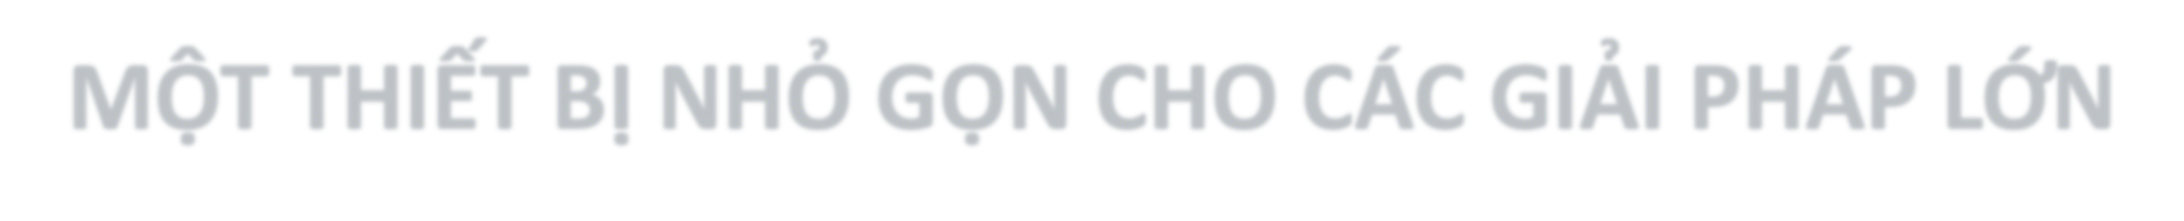 MỘT THIẾT BỊ NHỎ GỌN CHO CÁC GIẢI PHÁP LỚN